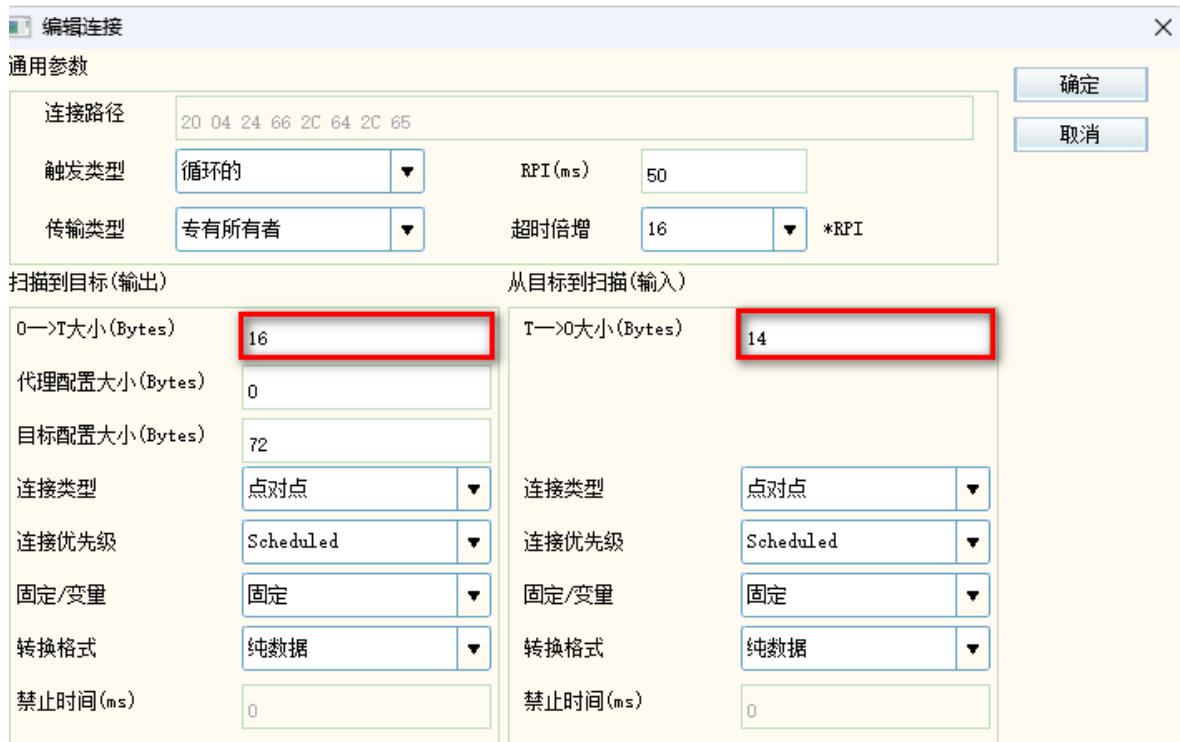 编辑连接
通用参数
确定
连接路径 20 04 24 66 2C 64 2C 65
取消
触发类型 循环的 RPI(ms) 50
传输类型 专有所有者 超时倍增 16 *RPI
扫描到目标(输出) 从目标到扫描(输入)
O—>T大小(Bytes) 16 T—>O大小(Bytes) 14
代理配置大小(Bytes) 0
目标配置大小(Bytes) 72
连接类型 点对点 连接类型 点对点
连接优先级 Scheduled 连接优先级 Scheduled
固定/变量 固定 固定/变量 固定
转换格式 纯数据 转换格式 纯数据
禁止时间(ms) 0 禁止时间(ms) 0